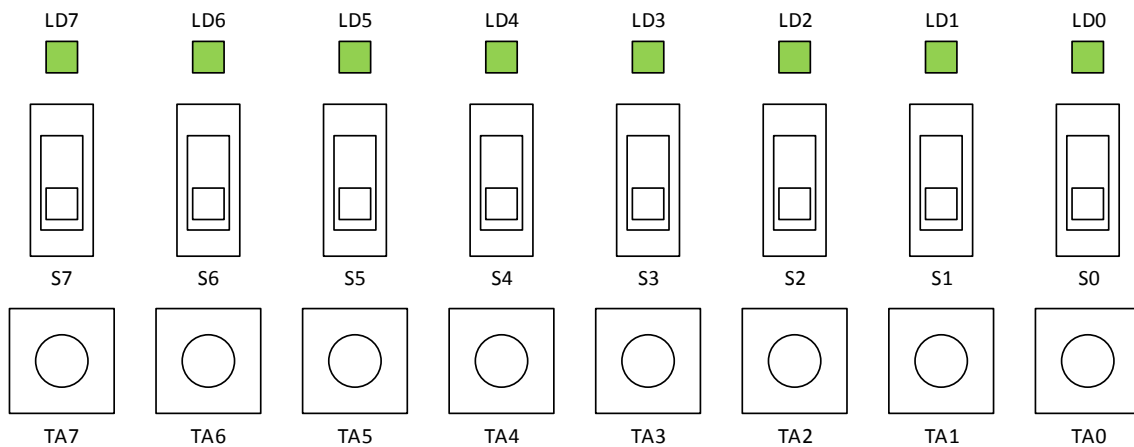 LD7 LD6 LD5 LD4 LD3 LD2 LD1 LD0
S7 S6 S5 S4 S3 S2 S1 S0
TA7 TA6 TA5 TA4 TA3 TA2 TA1 TA0